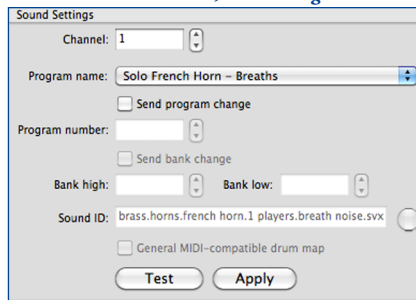 Sound Settings
Channel: 1
Program name: Solo French Horn – Breaths
Send program change
Program number:
Send bank change
Bank high: Bank low:
Sound ID: brass.horns.french horn.1 players.breath noise.svx
General MIDI-compatible drum map
Test Apply